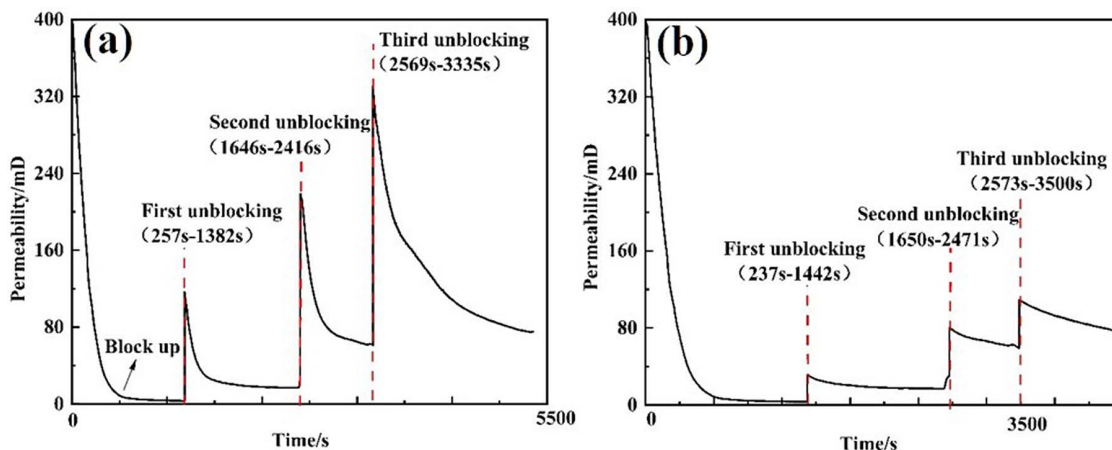 (a)
Permeability/mD
400
320
240
160
80
0
Third unblocking
(2569s-3335s)
Second unblocking
(1646s-2416s)
First unblocking
(257s-1382s)
Block up
0
5500
Time/s
(b)
Permeability/mD
400
320
240
160
80
0
Third unblocking
(2573s-3500s)
Second unblocking
(1650s-2471s)
First unblocking
(237s-1442s)
0
3500
Time/s